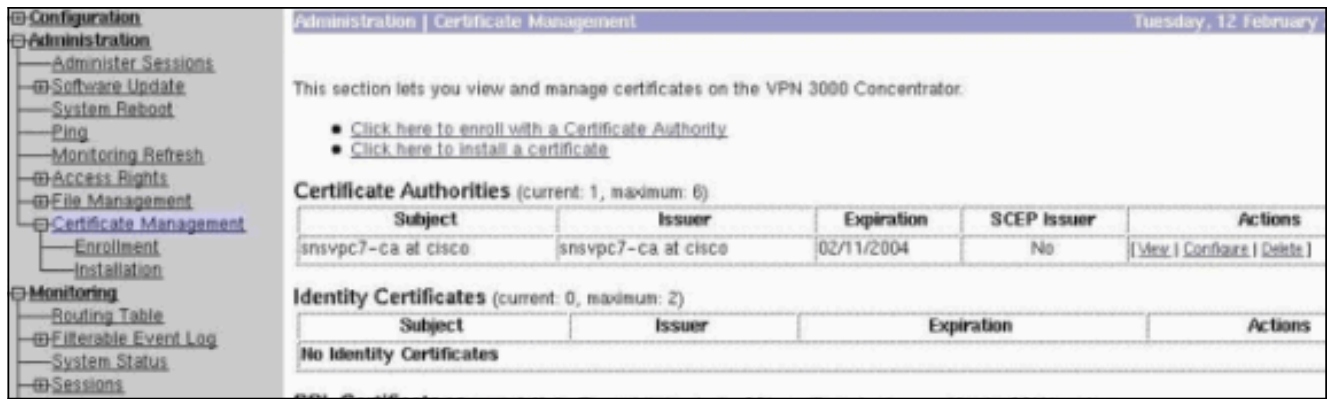 Configuration
Administration
Administer Sessions
Software Update
System Reboot
Ping
Monitoring Refresh
Access Rights
File Management
Certificate Management
Enrollment
Installation
Monitoring
Routing Table
Filterable Event Log
System Status
Sessions
Administration | Certificate Management Tuesday, 12 February
This section lets you view and manage certificates on the VPN 3000 Concentrator.
Click here to enroll with a Certificate Authority
Click here to install a certificate
Certificate Authorities (current: 1, maximum: 6)
Subject Issuer Expiration SCEP Issuer Actions
snsvpc7-ca at cisco snsvpc7-ca at cisco 02/11/2004 No [ View | Configure | Delete ]
Identity Certificates (current: 0, maximum: 2)
Subject Issuer Expiration Actions
No Identity Certificates